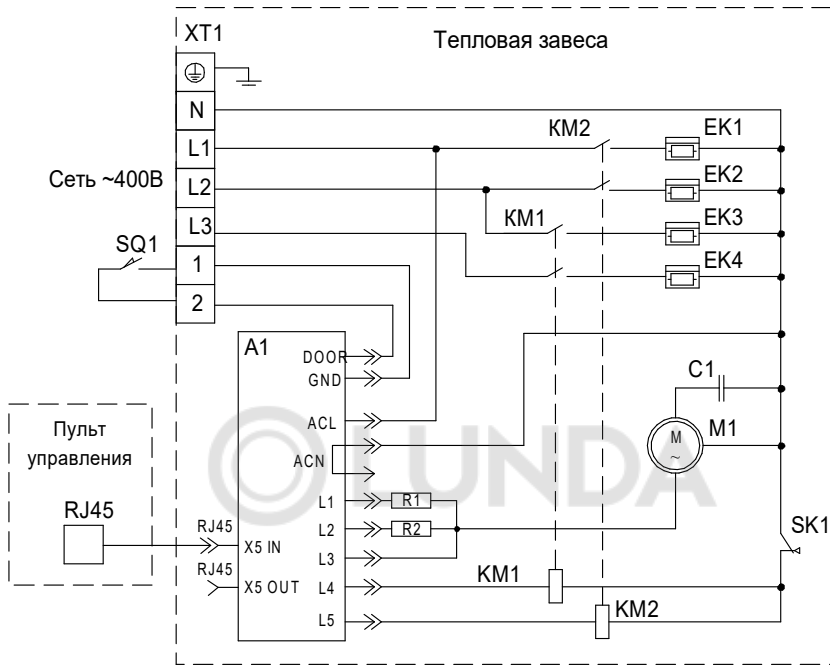 XT1
Тепловая завеса
N
KM2
EK1
L1
Сеть ~400В
EK2
L2
KM1
EK3
L3
SQ1
EK4
1
2
A1
DOOR
GND
C1
Пульт
управления
ACL
M
~
M1
ACN
LUNDA
RJ45
L1
R1
SK1
RJ45
L2
R2
X5 IN
L3
RJ45
X5 OUT
L4
KM1
L5
KM2